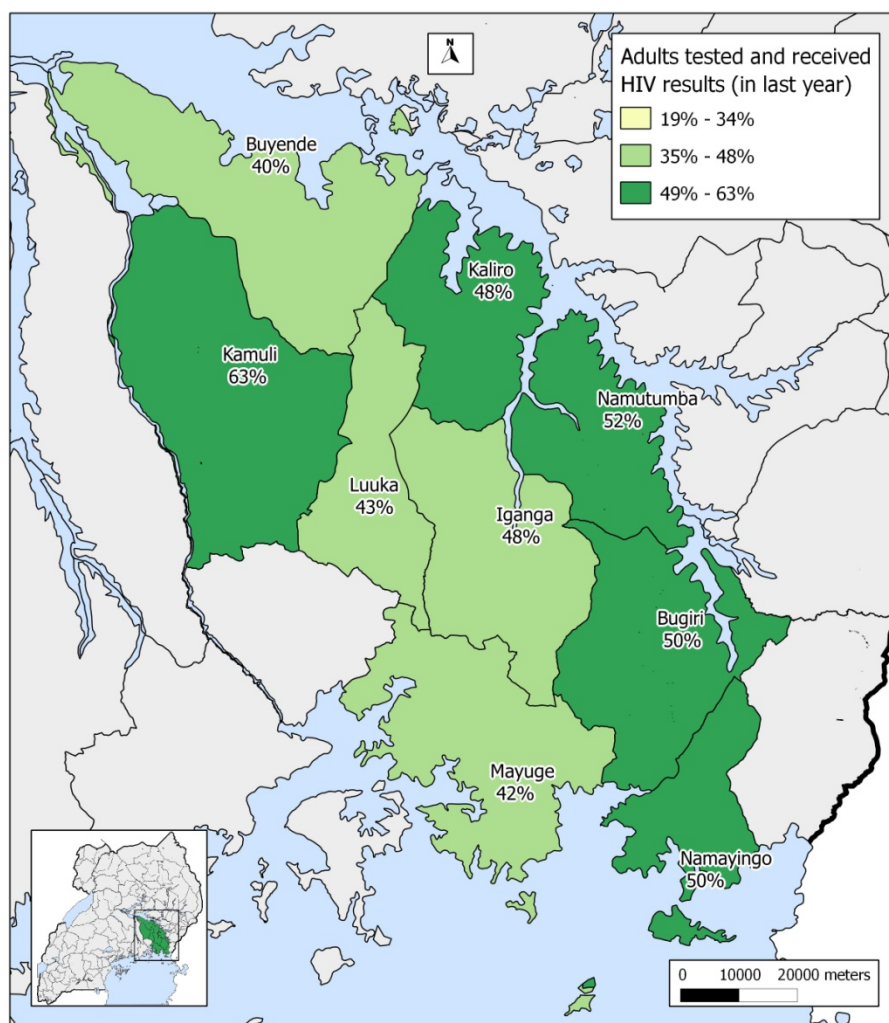 N
Adults tested and received
HIV results (in last year)
19% - 34%
35% - 48%
49% - 63%
Buyende
40%
Kaliro
48%
Kamuli
63%
Namutumba
52%
Luuka
43%
Iganga
48%
Bugiri
50%
Mayuge
42%
Namayingo
50%
0 10000 20000 meters